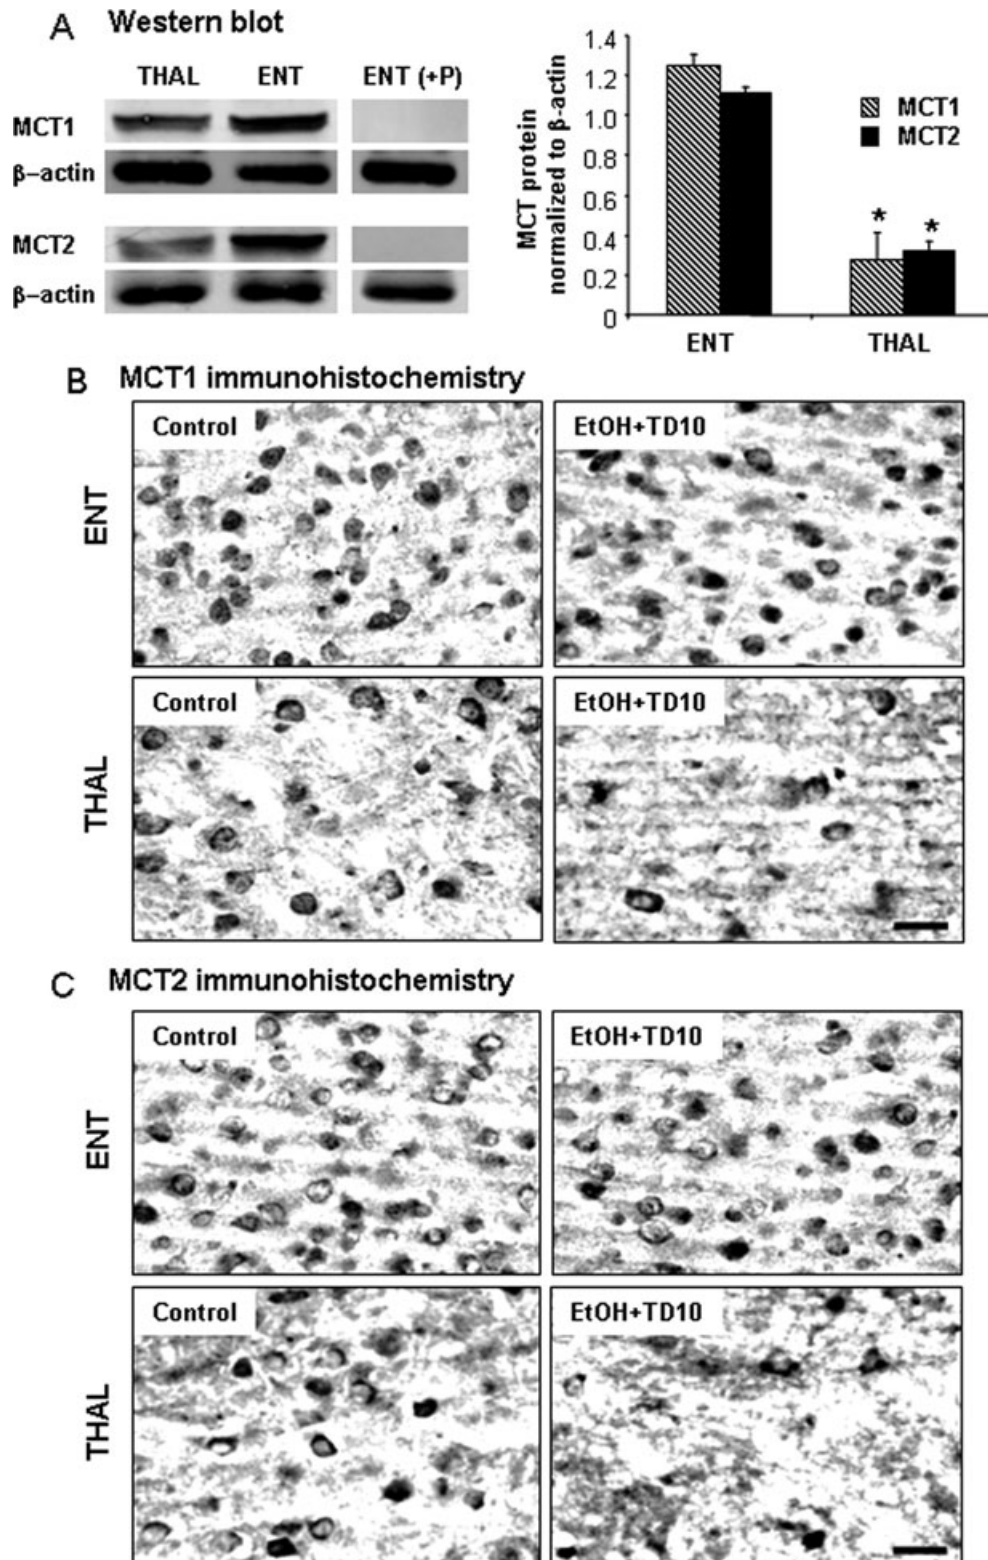 A Western blot
THAL ENT ENT (+P)
MCT1
β–actin
MCT2
β–actin
MCT protein
normalized to β-actin
1.4
1.2
1.0
0.8
0.6
0.4
0.2
0
* *
MCT1
MCT2
ENT THAL
B MCT1 immunohistochemistry
ENT
Control EtOH+TD10
THAL
Control EtOH+TD10
C MCT2 immunohistochemistry
ENT
Control EtOH+TD10
THAL
Control EtOH+TD10